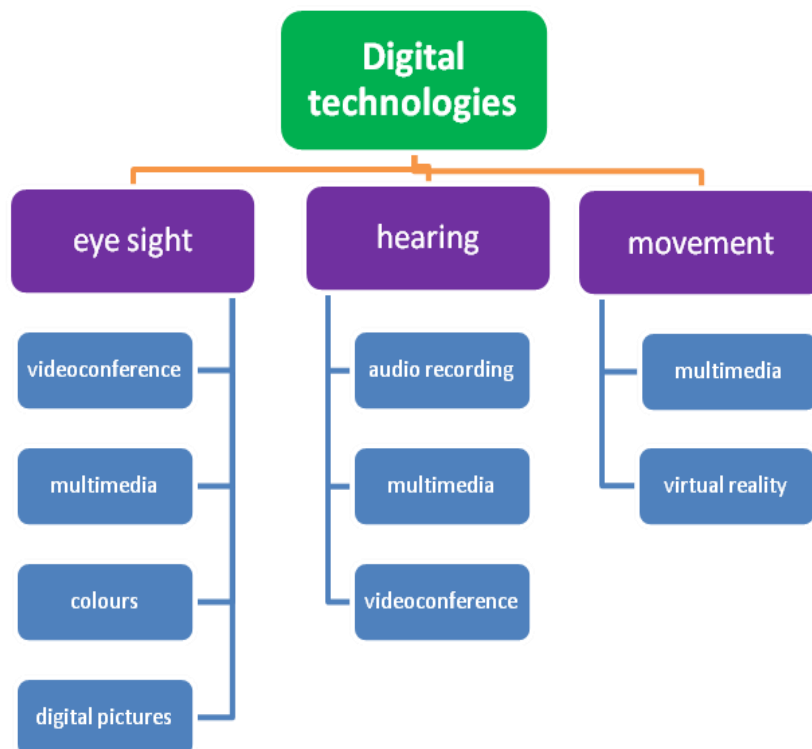 Digital
technologies
eye sight
hearing
movement
videoconference
multimedia
colours
digital pictures
audio recording
multimedia
videoconference
multimedia
virtual reality